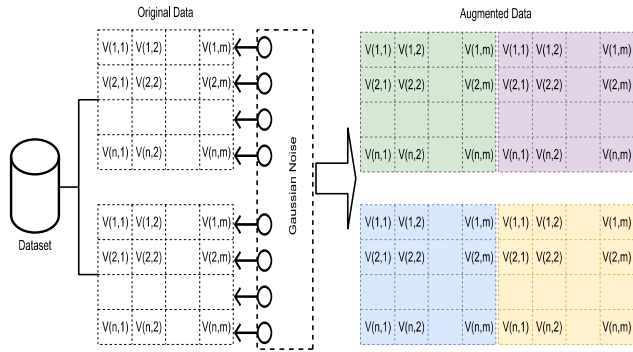 Original Data
Augmented Data
V(1,1) V(1,2) V(1,m)
V(2,1) V(2,2) V(2,m)
V(n,1) V(n,2) V(n,m)
V(1,1) V(1,2) V(1,m) V(1,1) V(1,2) V(1,m)
V(2,1) V(2,2) V(2,m) V(2,1) V(2,2) V(2,m)
V(n,1) V(n,2) V(n,m) V(n,1) V(n,2) V(n,m)
Gaussian Noise
Dataset
V(1,1) V(1,2) V(1,m)
V(2,1) V(2,2) V(2,m)
V(n,1) V(n,2) V(n,m)
V(1,1) V(1,2) V(1,m) V(1,1) V(1,2) V(1,m)
V(2,1) V(2,2) V(2,m) V(2,1) V(2,2) V(2,m)
V(n,1) V(n,2) V(n,m) V(n,1) V(n,2) V(n,m)